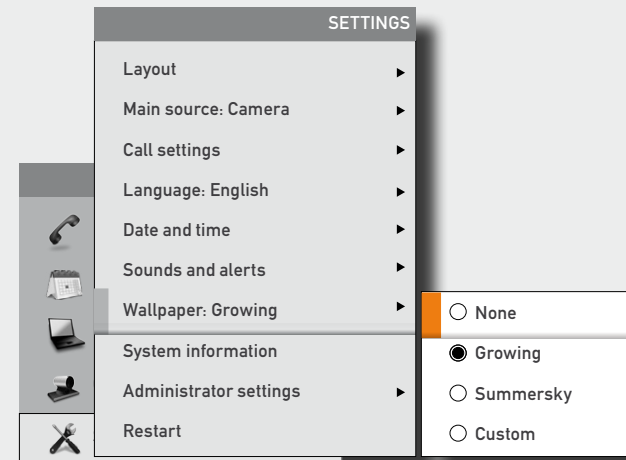 SETTINGS
Layout
Main source: Camera
Call settings
Language: English
Date and time
Sounds and alerts
Wallpaper: Growing
System information
Administrator settings
Restart
None
Growing
Summersky
Custom